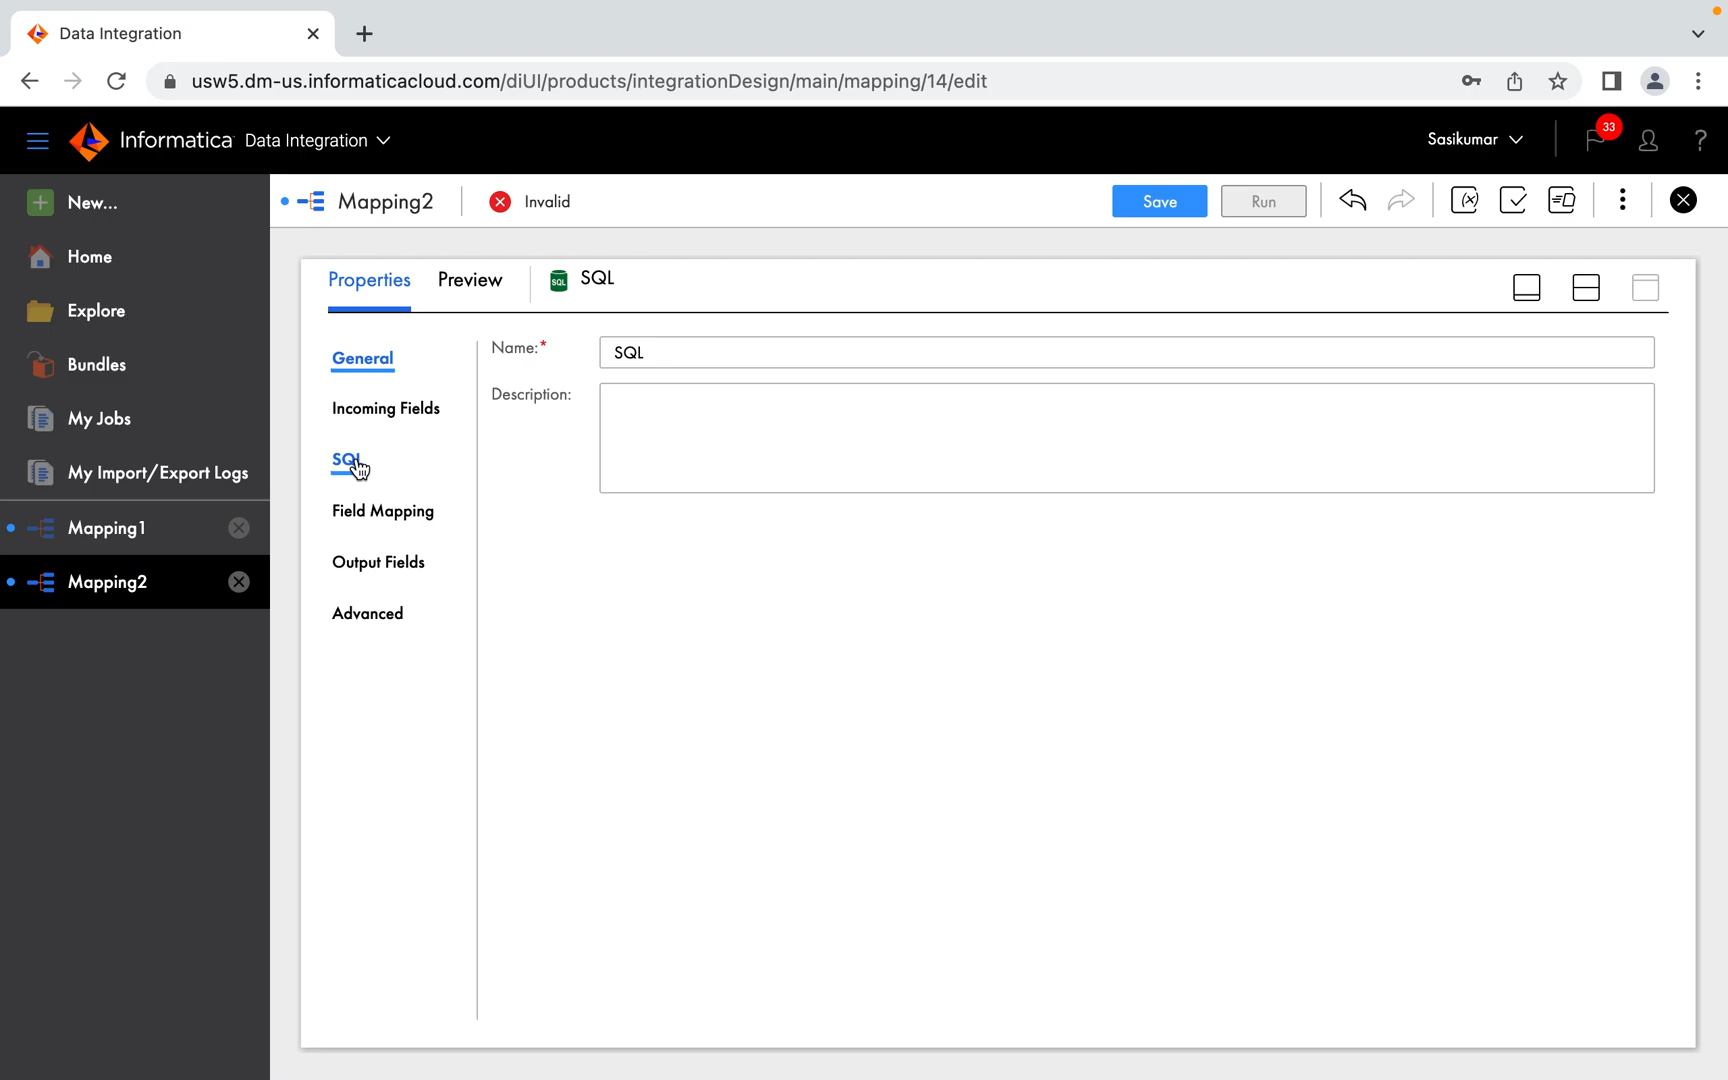 Data Integration
usw5.dm-us.informaticacloud.com/diUI/products/integrationDesign/main/mapping/14/edit
Informatica Data Integration
Sasikumar
33
?
New...
Home
Explore
Bundles
My Jobs
My Import/Export Logs
Mapping1
Mapping2
Mapping2
Invalid
Save
Run
Properties
Preview
SQL
SQL
General
Incoming Fields
SQL
Field Mapping
Output Fields
Advanced
Name:*
SQL
Description: